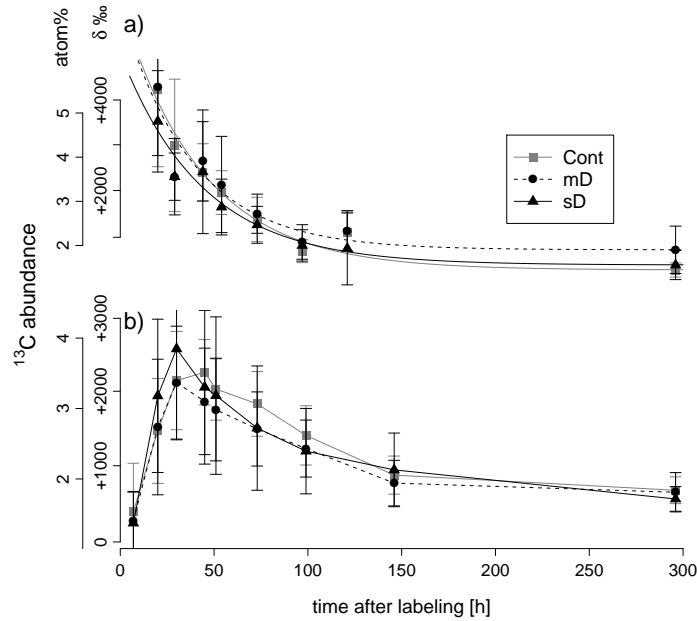 a)
atom%
δ ‰
5
4
3
2
+4000
+2000
Cont
mD
sD
¹³C abundance
b)
4
3
2
+3000
+2000
+1000
0
0 50 100 150 200 250 300
time after labeling [h]